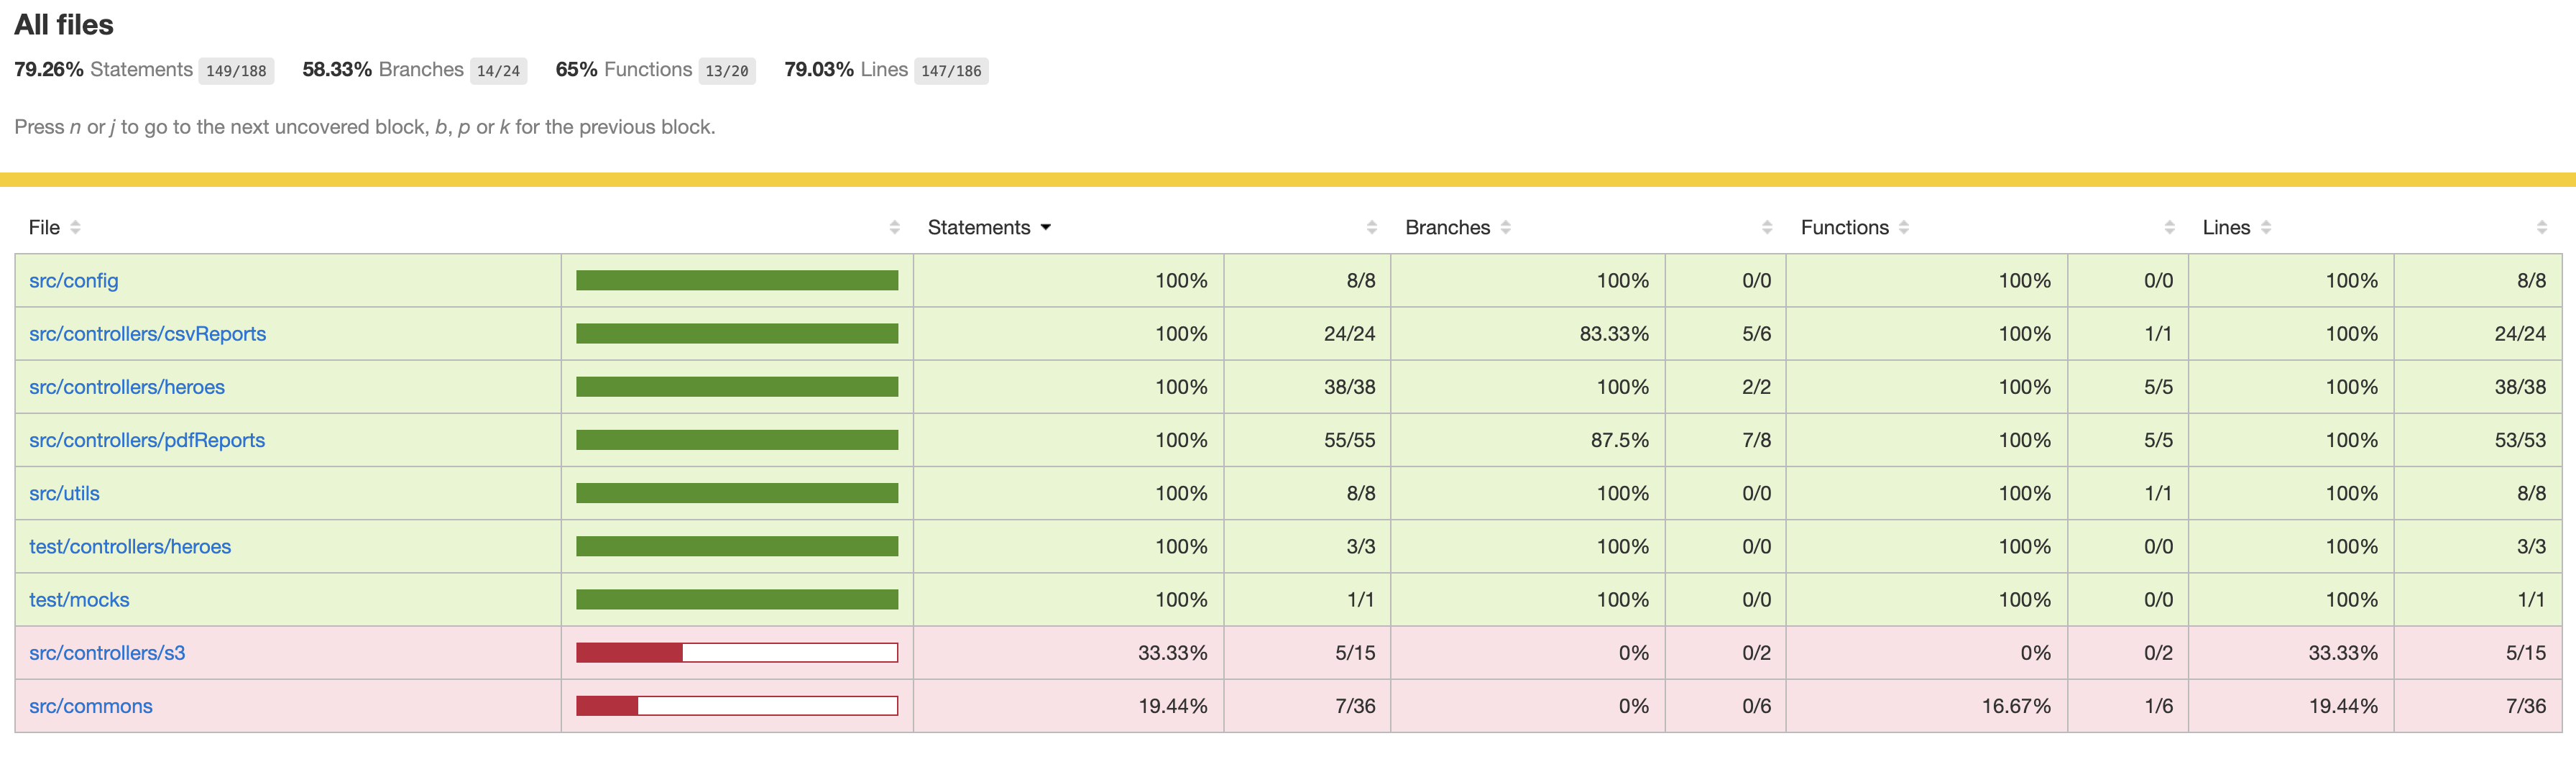 All files
79.26% Statements 149/188 58.33% Branches 14/24 65% Functions 13/20 79.03% Lines 147/186
Press n or j to go to the next uncovered block, b, p or k for the previous block.
File Statements Branches Functions Lines
src/config 100% 8/8 100% 0/0 100% 0/0 100% 8/8
src/controllers/csvReports 100% 24/24 83.33% 5/6 100% 1/1 100% 24/24
src/controllers/heroes 100% 38/38 100% 2/2 100% 5/5 100% 38/38
src/controllers/pdfReports 100% 55/55 87.5% 7/8 100% 5/5 100% 53/53
src/utils 100% 8/8 100% 0/0 100% 1/1 100% 8/8
test/controllers/heroes 100% 3/3 100% 0/0 100% 0/0 100% 3/3
test/mocks 100% 1/1 100% 0/0 100% 0/0 100% 1/1
src/controllers/s3 33.33% 5/15 0% 0/2 0% 0/2 33.33% 5/15
src/commons 19.44% 7/36 0% 0/6 16.67% 1/6 19.44% 7/36